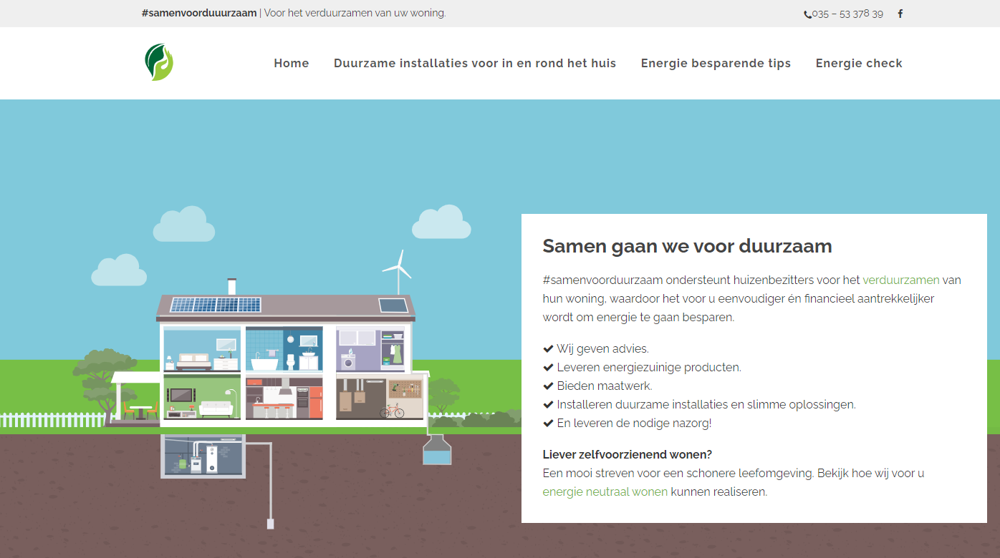 #samenvoorduuurzaam | Voor het verduurzamen van uw woning.
035 – 53 378 39
Home
Duurzame installaties voor in en rond het huis
Energie besparende tips
Energie check
Samen gaan we voor duurzaam
#samenvoorduurzaam ondersteunt huizenbezitters voor het verduurzamen van
hun woning, waardoor het voor u eenvoudiger én financieel aantrekkelijker
wordt om energie te gaan besparen.
Wij geven advies.
Leveren energiezuinige producten.
Bieden maatwerk.
Installeren duurzame installaties en slimme oplossingen.
En leveren de nodige nazorg!
Liever zelfvoorzienend wonen?
Een mooi streven voor een schonere leefomgeving. Bekijk hoe wij voor u
energie neutraal wonen kunnen realiseren.